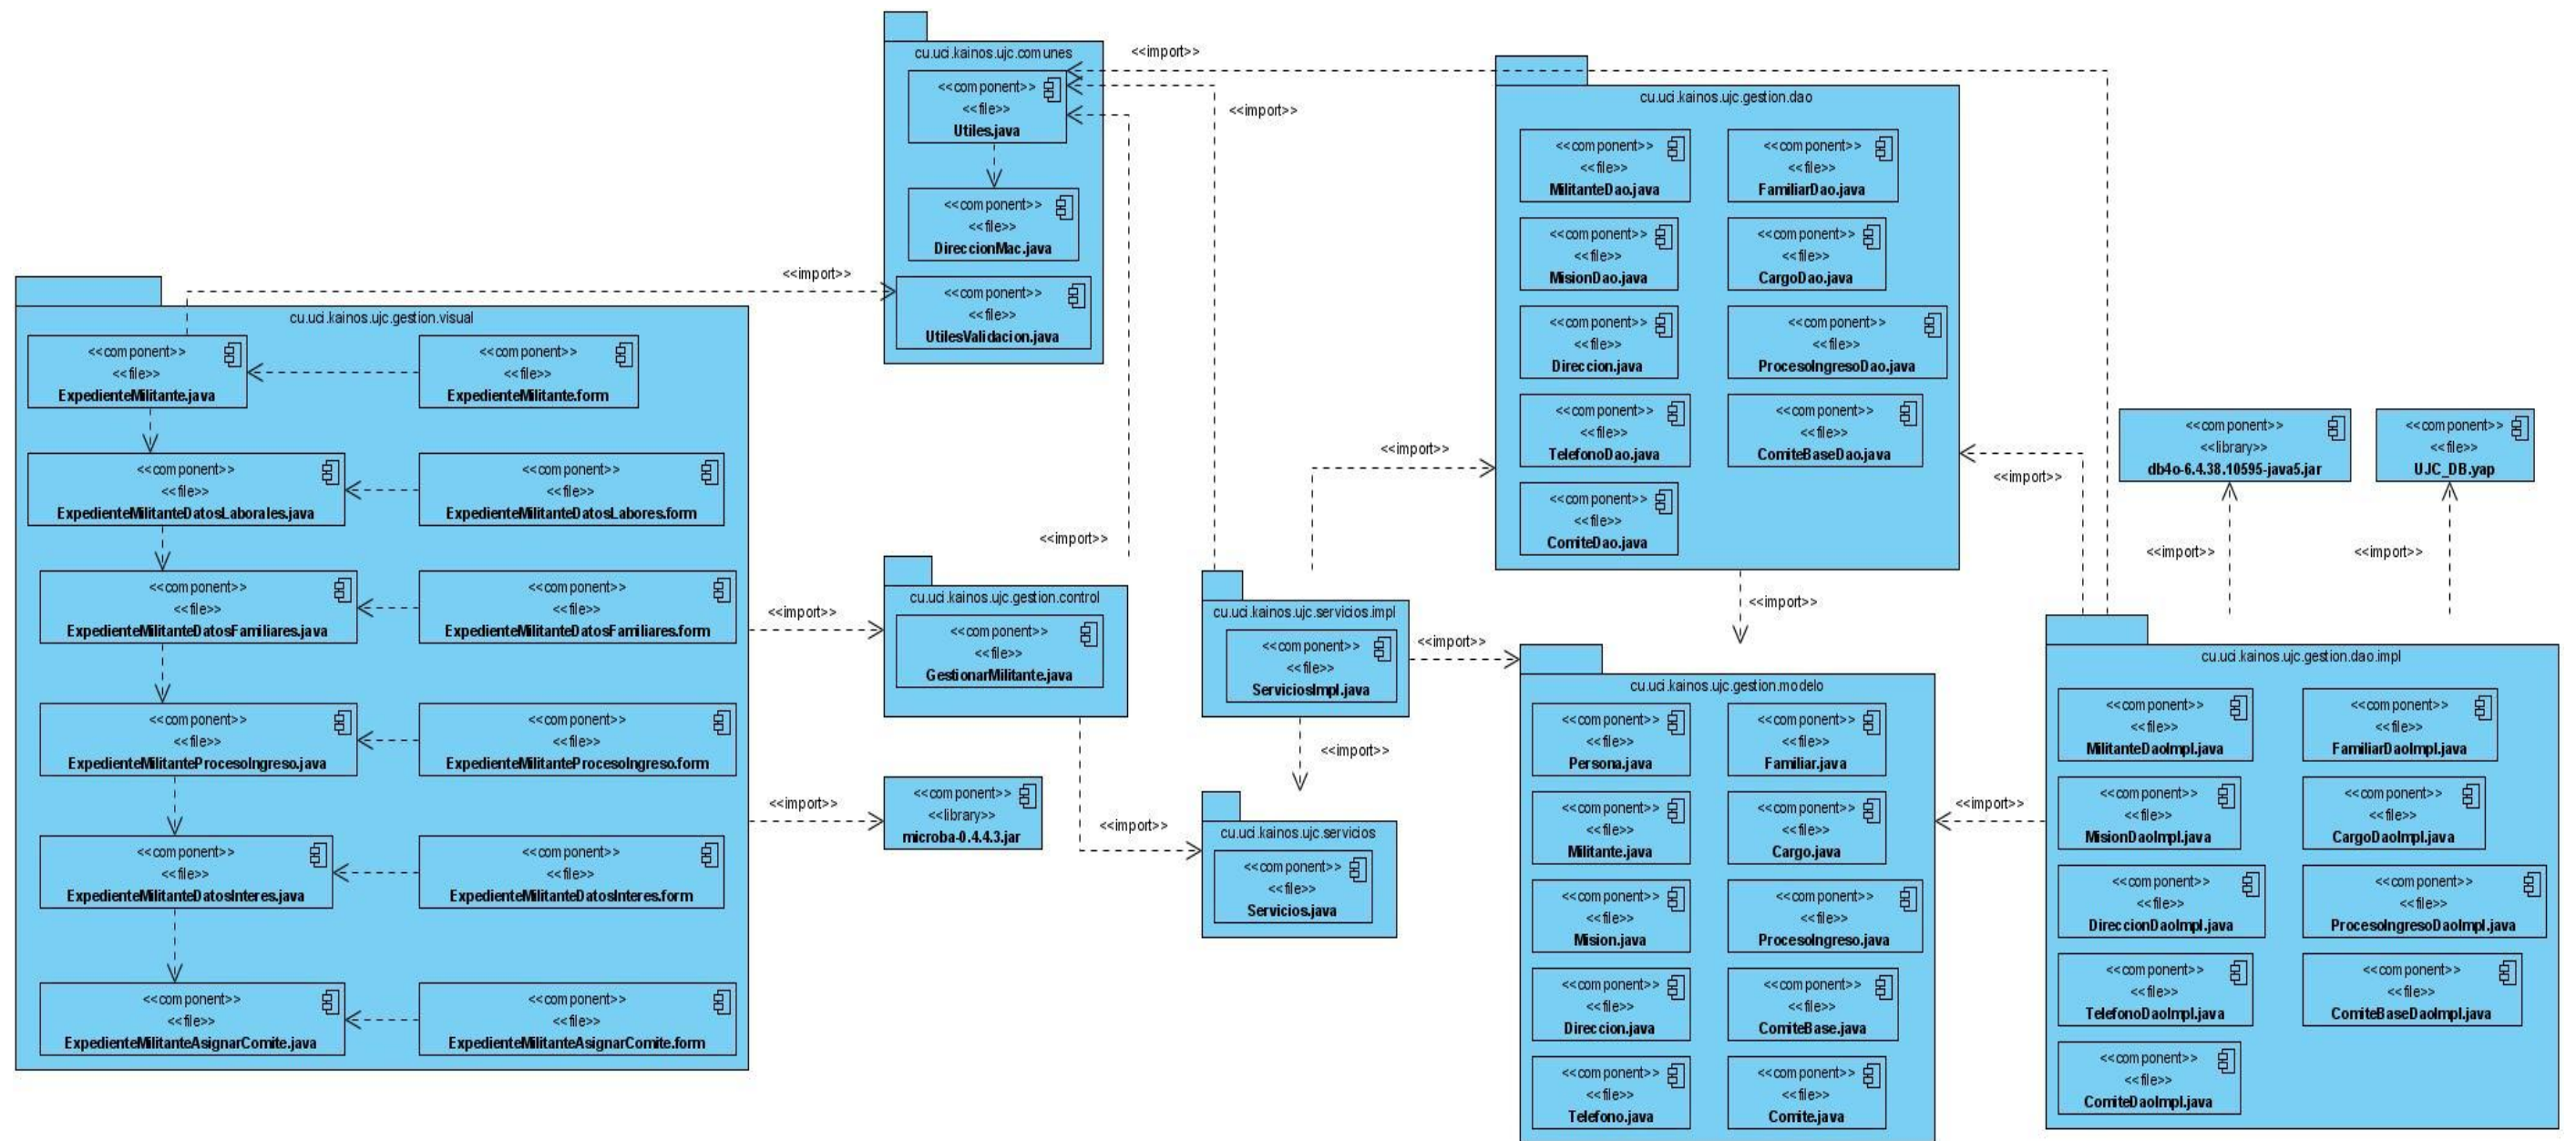 cu.uci.kainos.ujc.comunes
<<component>>
<<file>>
Utiles.java
<<component>>
<<file>>
DireccionMac.java
<<component>>
<<file>>
UtilesValidacion.java
<<import>>
<<import>>
<<import>>
<<import>>
cu.uci.kainos.ujc.gestion.visual
<<component>>
<<file>>
ExpedienteMilitante.java
<<component>>
<<file>>
ExpedienteMilitante.form
<<component>>
<<file>>
ExpedienteMilitanteDatosLaborales.java
<<component>>
<<file>>
ExpedienteMilitanteDatosLabores.form
<<component>>
<<file>>
ExpedienteMilitanteDatosFamiliares.java
<<component>>
<<file>>
ExpedienteMilitanteDatosFamiliares.form
<<component>>
<<file>>
ExpedienteMilitanteProcesoIngreso.java
<<component>>
<<file>>
ExpedienteMilitanteProcesoIngreso.form
<<component>>
<<file>>
ExpedienteMilitanteDatosInteres.java
<<component>>
<<file>>
ExpedienteMilitanteDatosInteres.form
<<component>>
<<file>>
ExpedienteMilitanteAsignarComite.java
<<component>>
<<file>>
ExpedienteMilitanteAsignarComite.form
<<import>>
<<import>>
cu.uci.kainos.ujc.gestion.control
<<component>>
<<file>>
GestionarMilitante.java
<<component>>
<<library>>
microba-0.4.4.3.jar
<<import>>
cu.uci.kainos.ujc.servicios.impl
<<component>>
<<file>>
ServiciosImpl.java
<<import>>
<<import>>
<<import>>
cu.uci.kainos.ujc.servicios
<<component>>
<<file>>
Servicios.java
cu.uci.kainos.ujc.gestion.dao
<<component>>
<<file>>
MilitanteDao.java
<<component>>
<<file>>
FamiliarDao.java
<<component>>
<<file>>
MisionDao.java
<<component>>
<<file>>
CargoDao.java
<<component>>
<<file>>
Direccion.java
<<component>>
<<file>>
ProcesoIngresoDao.java
<<component>>
<<file>>
TelefonoDao.java
<<component>>
<<file>>
ComiteBaseDao.java
<<component>>
<<file>>
ComiteDao.java
<<import>>
<<import>>
cu.uci.kainos.ujc.gestion.modelo
<<component>>
<<file>>
Persona.java
<<component>>
<<file>>
Familiar.java
<<component>>
<<file>>
Militante.java
<<component>>
<<file>>
Cargo.java
<<component>>
<<file>>
Mision.java
<<component>>
<<file>>
ProcesoIngreso.java
<<component>>
<<file>>
Direccion.java
<<component>>
<<file>>
ComiteBase.java
<<component>>
<<file>>
Telefono.java
<<component>>
<<file>>
Comite.java
<<component>>
<<library>>
db4o-6.4.38.10595-java5.jar
<<component>>
<<file>>
UJC_DB.yap
<<import>>
<<import>>
<<import>>
cu.uci.kainos.ujc.gestion.dao.impl
<<component>>
<<file>>
MilitanteDaoImpl.java
<<component>>
<<file>>
FamiliarDaoImpl.java
<<component>>
<<file>>
MisionDaoImpl.java
<<component>>
<<file>>
CargoDaoImpl.java
<<component>>
<<file>>
DireccionDaoImpl.java
<<component>>
<<file>>
ProcesoIngresoDaoImpl.java
<<component>>
<<file>>
TelefonoDaoImpl.java
<<component>>
<<file>>
ComiteBaseDaoImpl.java
<<component>>
<<file>>
ComiteDaoImpl.java